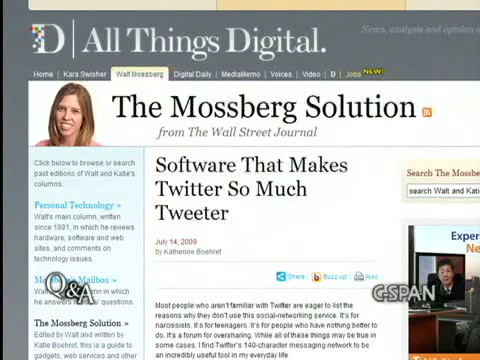 D | All Things Digital.
News, analysis and opinion
Home | Kara Swisher | Walt Mossberg | Digital Daily | MediaMemo | Voices | Video | D | Jobs NEW!
The Mossberg Solution
from The Wall Street Journal
Click below to browse or search
past editions of Walt and Katie's
columns.
Personal Technology »
Walt's main column, written
since 1991, in which he reviews
hardware, software and web
sites, and comments on
technology issues.
Mossberg's Mailbox »
Walt's column in which
he answers readers' questions.
The Mossberg Solution »
Edited by Walt and written by
Katie Boehret, this is a guide to
gadgets, web services and other
Software That Makes
Twitter So Much
Tweeter
July 14, 2009
by Katherine Boehret
Share | Buzz up! | Print
Most people who aren't familiar with Twitter are eager to list the
reasons why they don't use this social-networking service. It's for
narcissists. It's for teenagers. It's for people who have nothing better to
do. It's a forum for oversharing. While all of these may be true in
some cases, I find Twitter's 140-character messaging network to be
an incredibly useful tool in my everyday life.
Search The Mossbe
search Walt and Katie
Exper
Ne
Q&A
C-SPAN